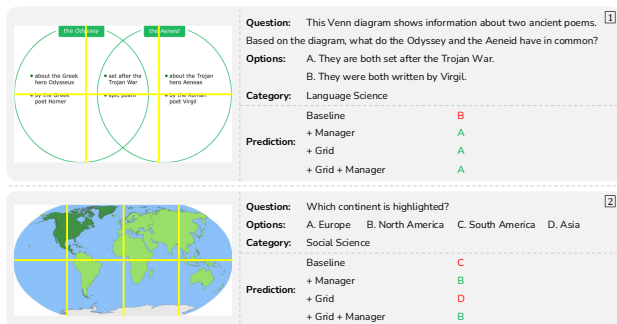 1
the Odyssey
the Aeneid
• about the Greek hero Odysseus
• by the Greek poet Homer
• set after the Trojan War
• epic poem
• about the Trojan hero Aeneas
• by the Roman poet Virgil
Question: This Venn diagram shows information about two ancient poems.
Based on the diagram, what do the Odyssey and the Aeneid have in common?
Options: A. They are both set after the Trojan War.
B. They were both written by Virgil.
Category: Language Science
Prediction:
Baseline B
+ Manager A
+ Grid A
+ Grid + Manager A
2
Question: Which continent is highlighted?
Options: A. Europe B. North America C. South America D. Asia
Category: Social Science
Prediction:
Baseline C
+ Manager B
+ Grid D
+ Grid + Manager B